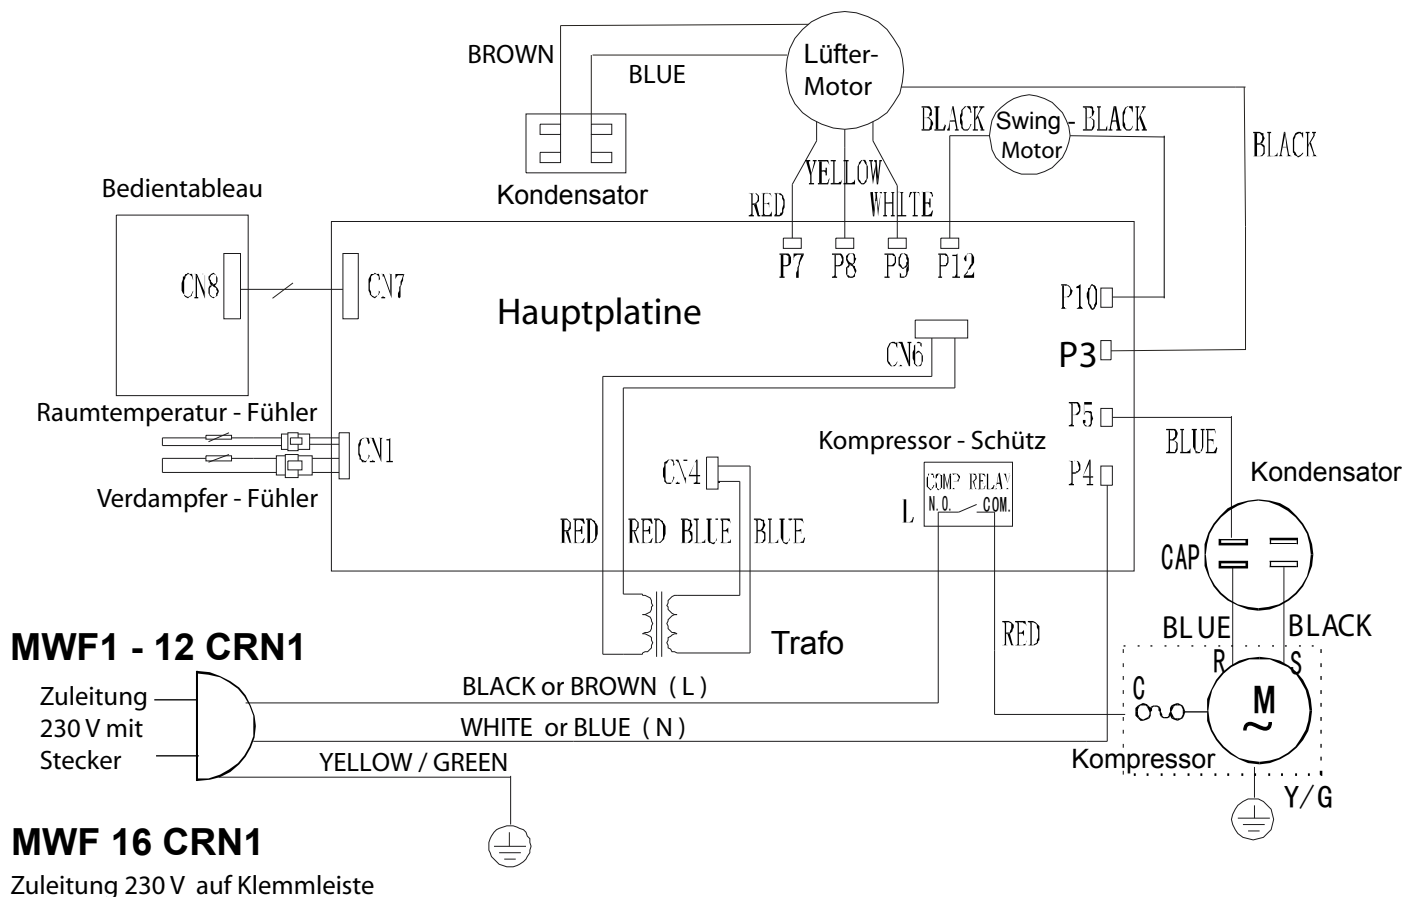 BROWN
BLUE
Lüfter-
Motor
BLACK
Swing -
Motor
BLACK
BLACK
Kondensator
YELLOW
RED
WHITE
Bedientableau
P7
P8
P9
P12
CN8
CN7
P10
Hauptplatine
CN6
P3
Raumtemperatur - Fühler
CN1
Verdampfer - Fühler
P5
BLUE
Kompressor - Schütz
CN4
P4
Kondensator
COMP RELAY
N.O.
COM.
L
RED
RED
BLUE
BLUE
CAP
Trafo
RED
BLUE
BLACK
R
S
C
M
~
Kompressor
Y/G
MWF1 - 12 CRN1
Zuleitung
230 V mit
Stecker
BLACK or BROWN ( L )
WHITE or BLUE ( N )
YELLOW / GREEN
MWF 16 CRN1
Zuleitung 230 V auf Klemmleiste